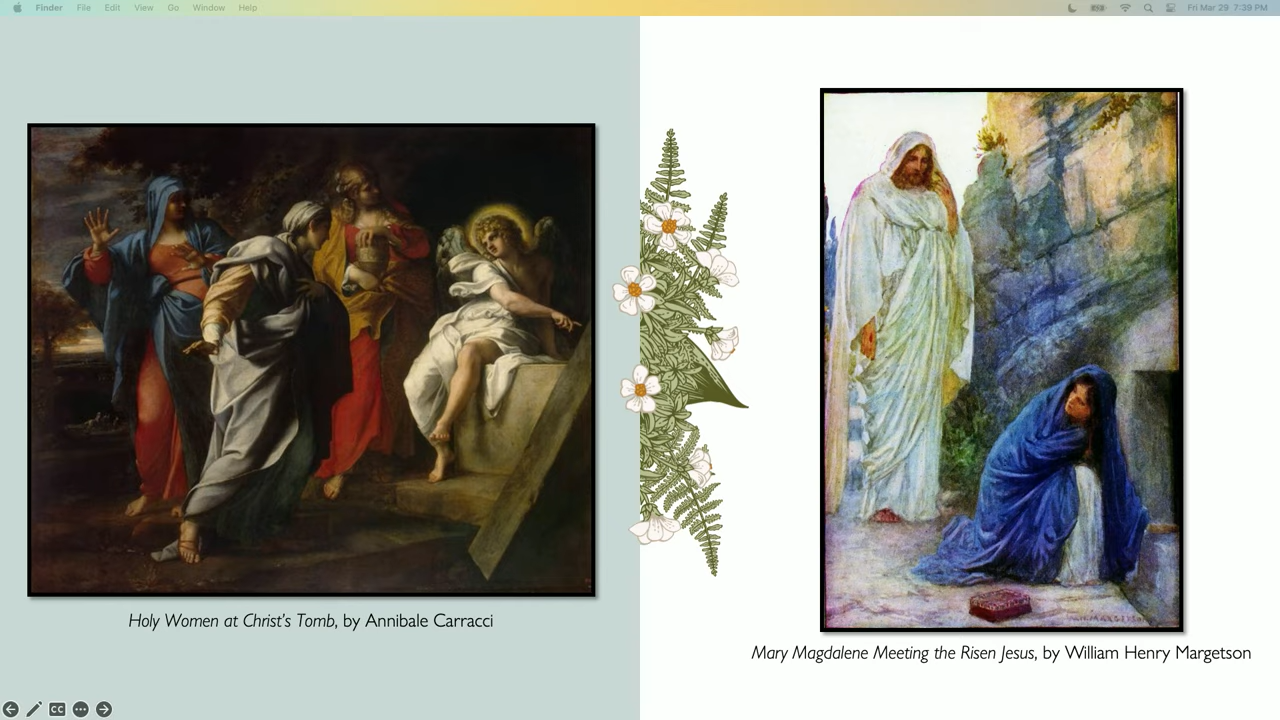 Finder File Edit View Go Window Help
Fri Mar 29 7:39 PM
Holy Women at Christ's Tomb, by Annibale Carracci
Mary Magdalene Meeting the Risen Jesus, by William Henry Margetson
CC